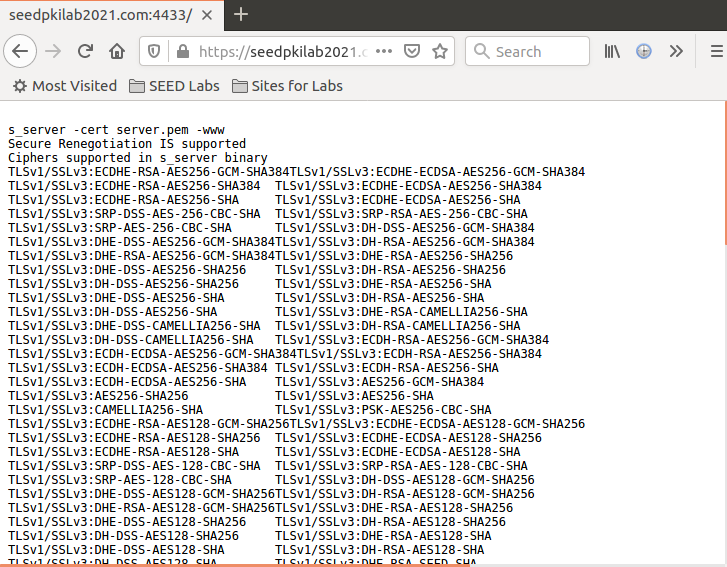 seedpkilab2021.com:4433/
https://seedpkilab2021.c
Search
Most Visited SEED Labs Sites for Labs
s_server -cert server.pem -www
Secure Renegotiation IS supported
Ciphers supported in s_server binary
TLSv1/SSLv3:ECDHE-RSA-AES256-GCM-SHA384TLSv1/SSLv3:ECDHE-ECDSA-AES256-GCM-SHA384
TLSv1/SSLv3:ECDHE-RSA-AES256-SHA384 TLSv1/SSLv3:ECDHE-ECDSA-AES256-SHA384
TLSv1/SSLv3:ECDHE-RSA-AES256-SHA TLSv1/SSLv3:ECDHE-ECDSA-AES256-SHA
TLSv1/SSLv3:SRP-DSS-AES-256-CBC-SHA TLSv1/SSLv3:SRP-RSA-AES-256-CBC-SHA
TLSv1/SSLv3:SRP-AES-256-CBC-SHA TLSv1/SSLv3:DH-DSS-AES256-GCM-SHA384
TLSv1/SSLv3:DHE-DSS-AES256-GCM-SHA384TLSv1/SSLv3:DH-RSA-AES256-GCM-SHA384
TLSv1/SSLv3:DHE-RSA-AES256-GCM-SHA384TLSv1/SSLv3:DHE-RSA-AES256-SHA256
TLSv1/SSLv3:DHE-DSS-AES256-SHA256 TLSv1/SSLv3:DH-RSA-AES256-SHA256
TLSv1/SSLv3:DH-DSS-AES256-SHA256 TLSv1/SSLv3:DHE-RSA-AES256-SHA
TLSv1/SSLv3:DHE-DSS-AES256-SHA TLSv1/SSLv3:DH-RSA-AES256-SHA
TLSv1/SSLv3:DH-DSS-AES256-SHA TLSv1/SSLv3:DHE-RSA-CAMELLIA256-SHA
TLSv1/SSLv3:DHE-DSS-CAMELLIA256-SHA TLSv1/SSLv3:DH-RSA-CAMELLIA256-SHA
TLSv1/SSLv3:DH-DSS-CAMELLIA256-SHA TLSv1/SSLv3:ECDH-RSA-AES256-GCM-SHA384
TLSv1/SSLv3:ECDH-ECDSA-AES256-GCM-SHA384TLSv1/SSLv3:ECDH-RSA-AES256-SHA384
TLSv1/SSLv3:ECDH-ECDSA-AES256-SHA384 TLSv1/SSLv3:ECDH-RSA-AES256-SHA
TLSv1/SSLv3:ECDH-ECDSA-AES256-SHA TLSv1/SSLv3:AES256-GCM-SHA384
TLSv1/SSLv3:AES256-SHA256 TLSv1/SSLv3:AES256-SHA
TLSv1/SSLv3:CAMELLIA256-SHA TLSv1/SSLv3:PSK-AES256-CBC-SHA
TLSv1/SSLv3:ECDHE-RSA-AES128-GCM-SHA256TLSv1/SSLv3:ECDHE-ECDSA-AES128-GCM-SHA256
TLSv1/SSLv3:ECDHE-RSA-AES128-SHA256 TLSv1/SSLv3:ECDHE-ECDSA-AES128-SHA256
TLSv1/SSLv3:ECDHE-RSA-AES128-SHA TLSv1/SSLv3:ECDHE-ECDSA-AES128-SHA
TLSv1/SSLv3:SRP-DSS-AES-128-CBC-SHA TLSv1/SSLv3:SRP-RSA-AES-128-CBC-SHA
TLSv1/SSLv3:SRP-AES-128-CBC-SHA TLSv1/SSLv3:DH-DSS-AES128-GCM-SHA256
TLSv1/SSLv3:DHE-DSS-AES128-GCM-SHA256TLSv1/SSLv3:DH-RSA-AES128-GCM-SHA256
TLSv1/SSLv3:DHE-RSA-AES128-GCM-SHA256TLSv1/SSLv3:DHE-RSA-AES128-SHA256
TLSv1/SSLv3:DHE-DSS-AES128-SHA256 TLSv1/SSLv3:DH-RSA-AES128-SHA256
TLSv1/SSLv3:DH-DSS-AES128-SHA256 TLSv1/SSLv3:DHE-RSA-AES128-SHA
TLSv1/SSLv3:DHE-DSS-AES128-SHA TLSv1/SSLv3:DH-RSA-AES128-SHA
TLSv1/SSLv3:DH-DSS-AES128-SHA TLSv1/SSLv3:DHE-RSA-SEED-SHA